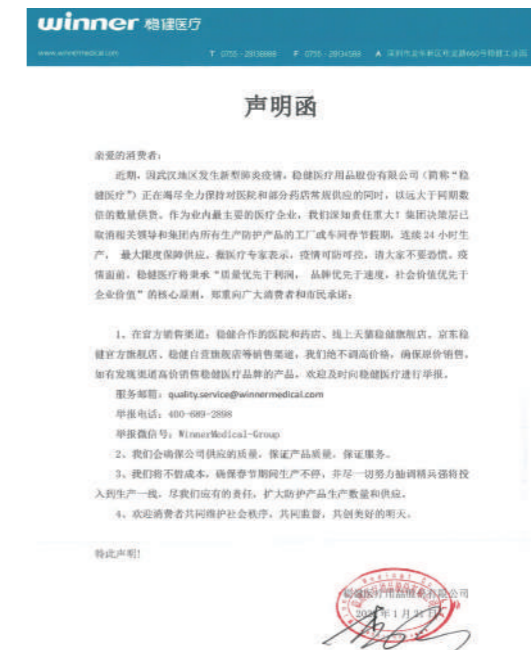 winner 稳健医疗
www.winnermedical.com T 0755 - 28138888 F 0755 - 28134588 A 深圳市龙华新区
声明函
亲爱的消费者：
近期，因武汉地区发生新型肺炎疫情，稳健医疗用品股份有限公司（简称“稳
健医疗”）正在竭尽全力保持对医院和部分药店常规供应的同时，以远大于同期数
倍的数量供货。作为业内最主要的医疗企业，我们深知责任重大！集团决策层已
取消相关领导和集团内所有生产防护产品的工厂或车间春节假期，连续 24 小时生
产， 最大限度保障供应。据医疗专家表示，疫情可防可控，请大家不要恐慌。疫
情面前，稳健医疗将秉承“质量优先于利润， 品牌优先于速度，社会价值优先于
企业价值”的核心原则，郑重向广大消费者和市民承诺：
1、在官方销售渠道：稳健合作的医院和药店、线上天猫稳健旗舰店、京东稳
健官方旗舰店、稳健自营旗舰店等销售渠道，我们绝不调高价格，确保原价销售。
如有发现渠道高价销售稳健医疗品牌的产品，欢迎及时向稳健医疗进行举报。
服务邮箱：quality.service@winnermedical.com
举报电话：400-689-2898
举报微信号：WinnerMedical-Group
2、我们会确保公司供应的质量，保证产品质量，保证服务。
3、我们将不惜成本，确保春节期间生产不停，并尽一切努力抽调精兵强将投
入到生产一线，尽我们应有的责任，扩大防护产品生产数量和供应。
4、欢迎消费者共同维护社会秩序，共同监督，共创美好的明天。
特此声明！
稳健医疗用品股份有限公司
年 1 月 21 日